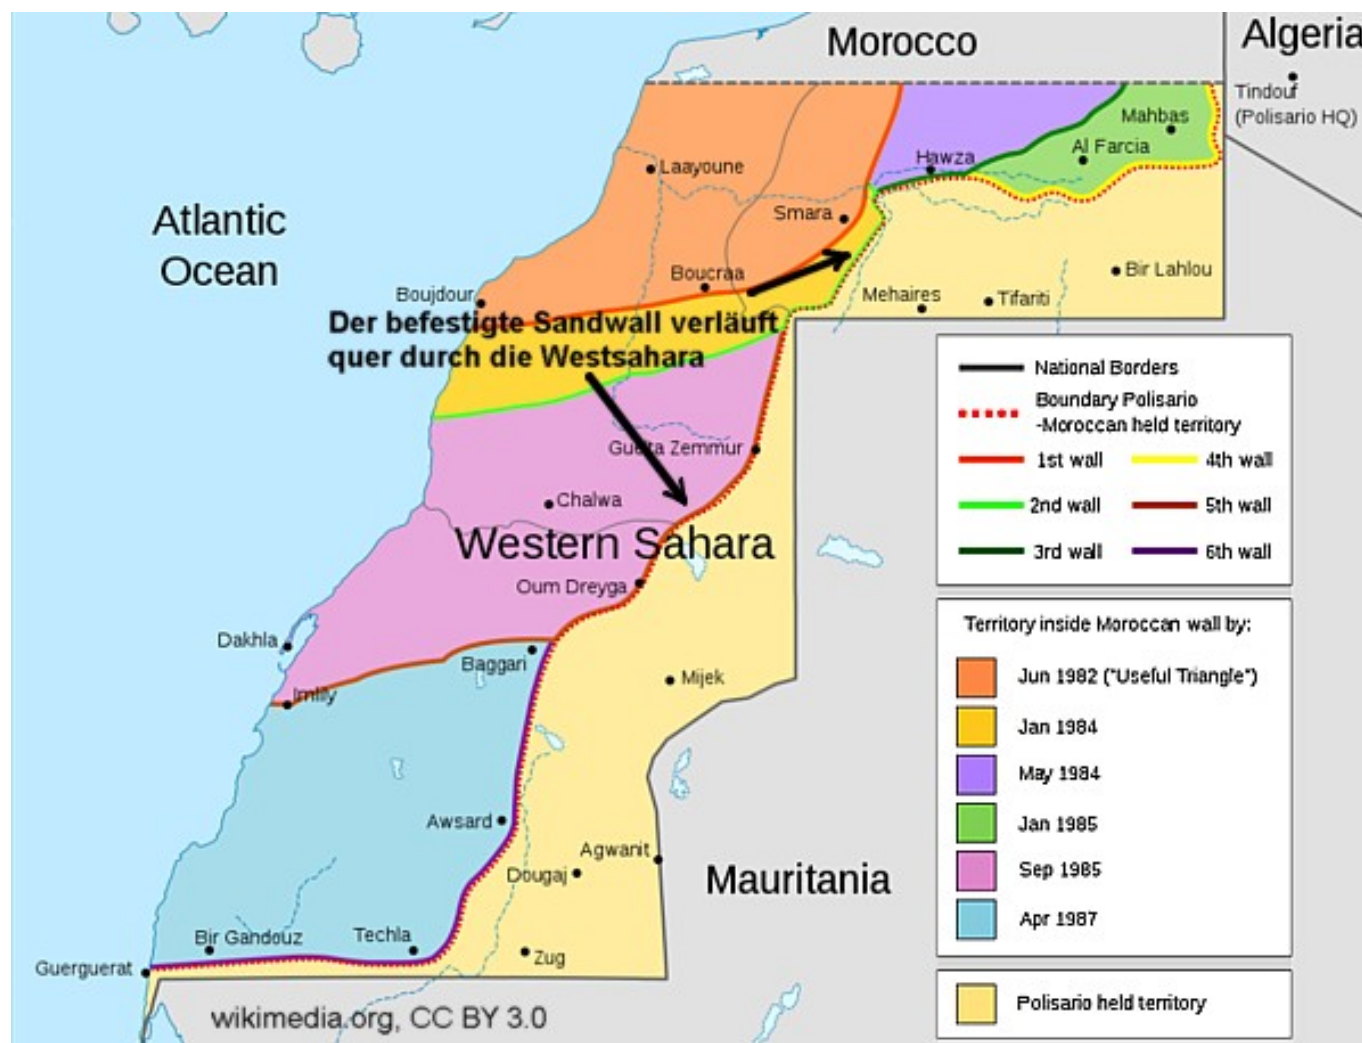 Morocco
Algeria
Tindouf
(Polisario HQ)
Mahbas
Al Farcia
Hawza
Laayoune
Smara
Atlantic
Ocean
Boucraa
Bir Lahlou
Boujdour
Mehaires
Tifariti
Der befestigte Sandwall verläuft
quer durch die Westsahara
National Borders
Boundary Polisario
-Moroccan held territory
1st wall
4th wall
2nd wall
5th wall
3rd wall
6th wall
Guelta Zemmur
Chalwa
Western Sahara
Oum Dreyga
Dakhla
Baggari
Imlily
Mijek
Territory inside Moroccan wall by:
Jun 1982 ("Useful Triangle")
Jan 1984
May 1984
Jan 1985
Sep 1985
Apr 1987
Awsard
Agwanit
Dougaj
Mauritania
Bir Gandouz
Techla
Zug
Guerguerat
Polisario held territory
wikimedia.org, CC BY 3.0